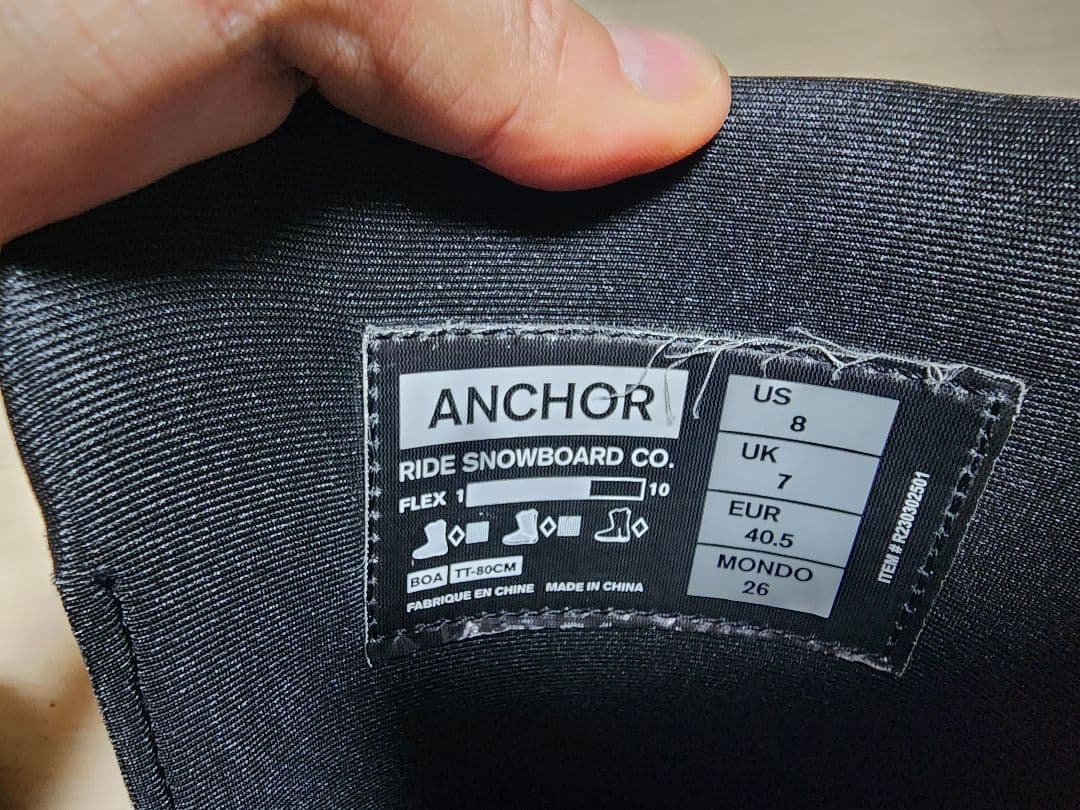 ANCHOR
RIDE SNOWBOARD CO.
FLEX 1 10
BOA TT-80CM
FABRIQUE EN CHINE MADE IN CHINA
US
8
UK
7
EUR
40.5
MONDO
26
ITEM # R230302501